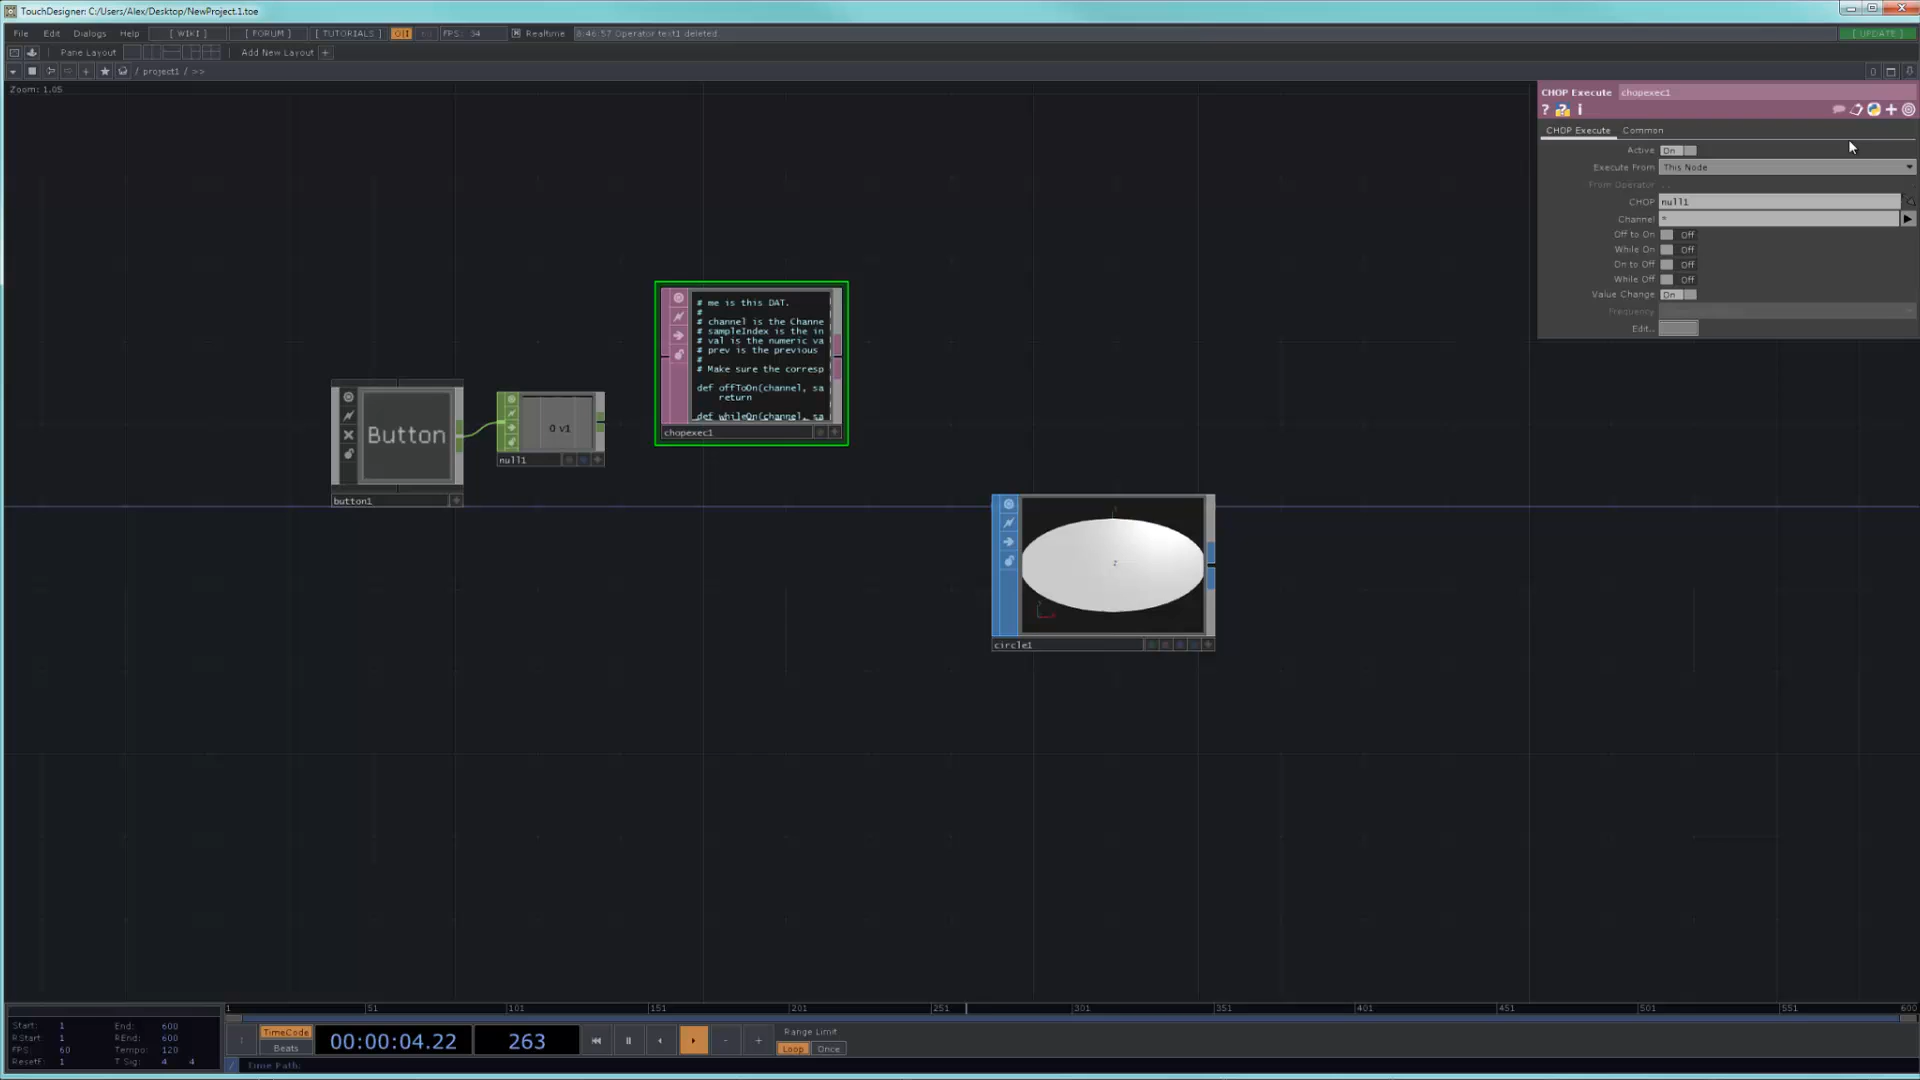 TouchDesigner: C:/Users/Alex/Desktop/NewProject.1.toe
File Edit Dialogs Help [ WIKI ] [ FORUM ] [ TUTORIALS ] O|I FPS: 34 Realtime 8:46:57 Operator text1 deleted. [ UPDATE ]
Pane Layout Add New Layout +
/ project1 / >>
Zoom: 1.05
CHOP Execute chopexec1
? ? i
CHOP Execute Common
Active On
Execute From This Node
From Operator ..
CHOP null1
Channel *
Off to On Off
While On Off
On to Off Off
While Off Off
Value Change On
Frequency
Edit...
# me is this DAT.
#
# channel is the Channe
# sampleIndex is the in
# val is the numeric va
# prev is the previous
#
# Make sure the corresp
def offToOn(channel, sa
return
def whileOn(channel, sa
chopexec1
Button
button1
0 v1
null1
z
circle1
1 51 101 151 201 251 301 351 401 451 501 551 600
Start: 1 End: 600
RStart: 1 REnd: 600
FPS: 60 Tempo: 120
ResetF: 1 T Sig: 4 4
TimeCode
Beats
00:00:04.22
263
Range Limit
Loop Once
/ Time Path: